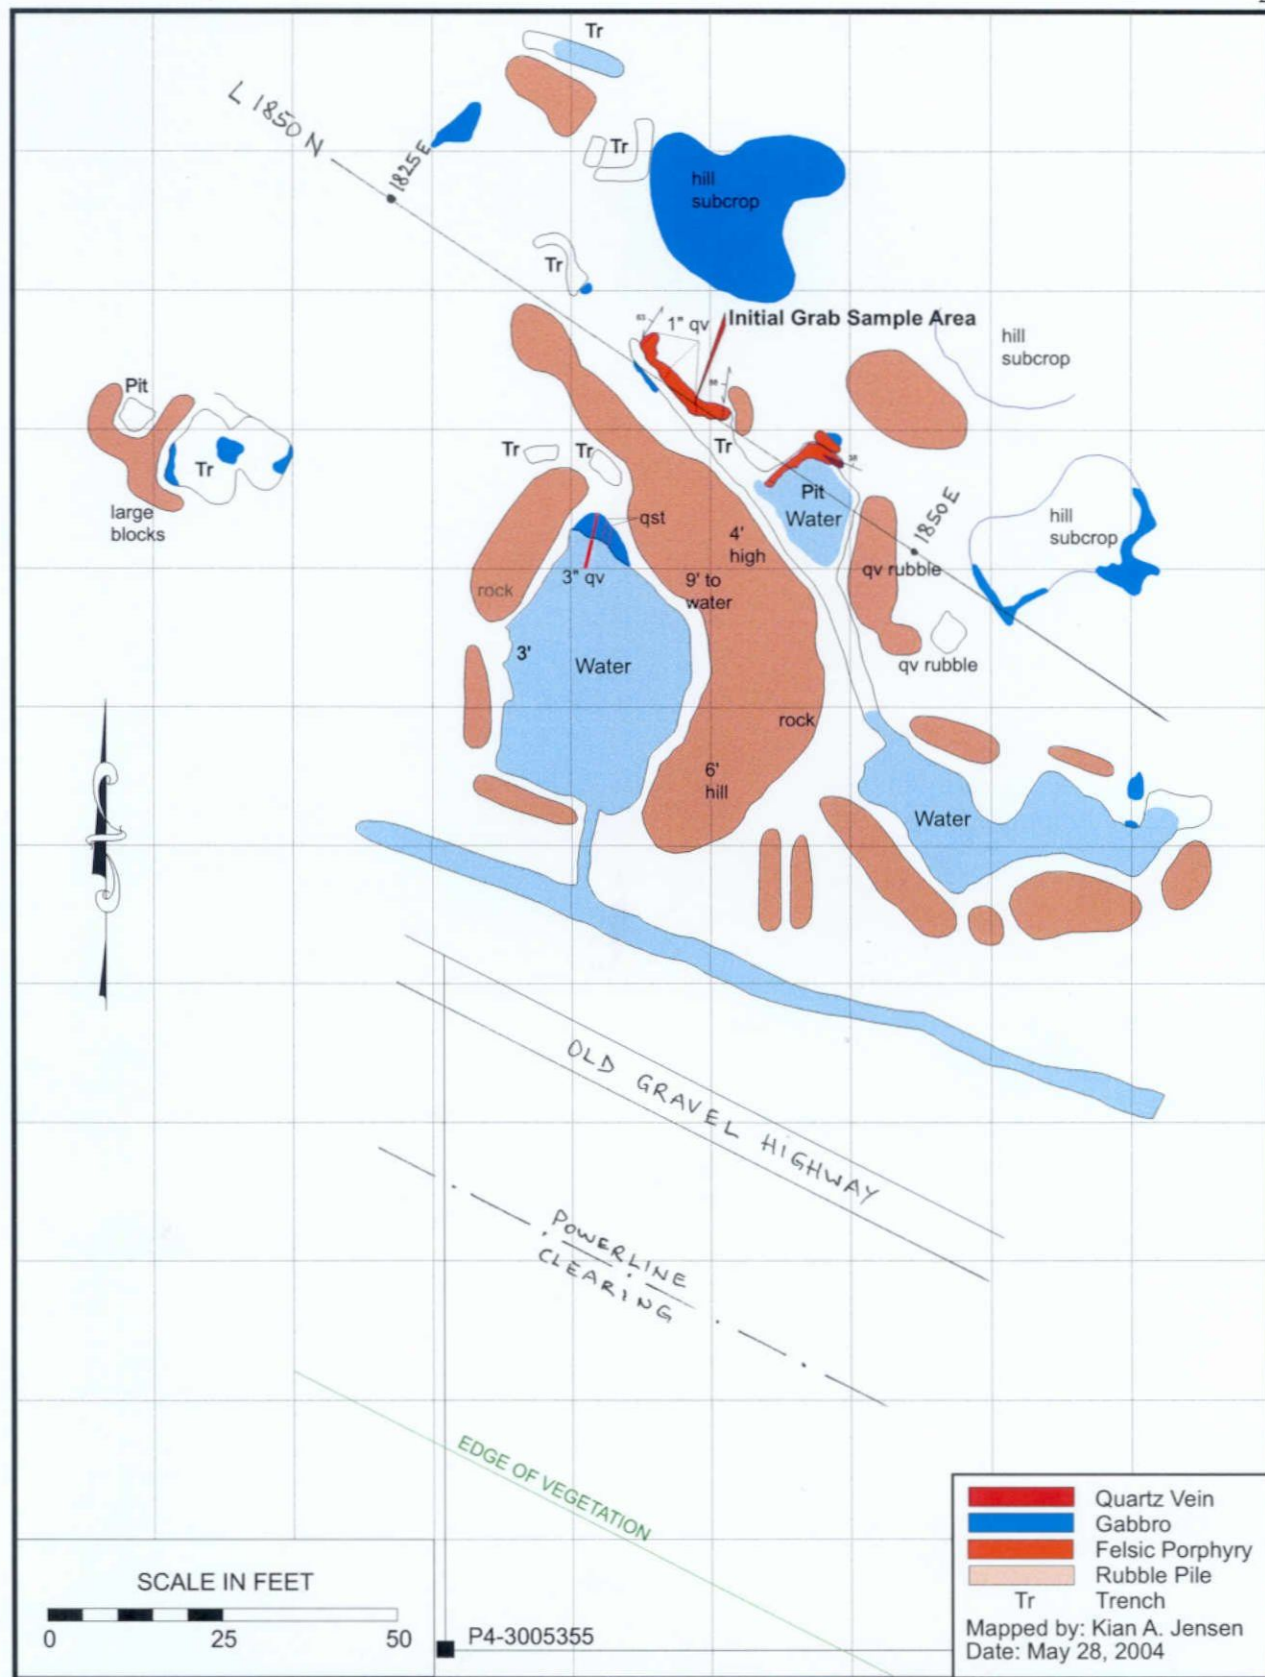 Tr
L 1850 N
1825 E
Tr
hill
subcrop
Tr
63
1" qv
Initial Grab Sample Area
hill
subcrop
Pit
Tr
large
blocks
Tr
Tr
Tr
38
Pit
Water
qst
4'
high
1850 E
hill
subcrop
3" qv
9' to
water
qv rubble
rock
3'
Water
qv rubble
rock
6'
hill
Water
OLD GRAVEL HIGHWAY
POWERLINE
CLEARING
EDGE OF VEGETATION
SCALE IN FEET
0 25 50
P4-3005355
Quartz Vein
Gabbro
Felsic Porphyry
Rubble Pile
Tr Trench
Mapped by: Kian A. Jensen
Date: May 28, 2004